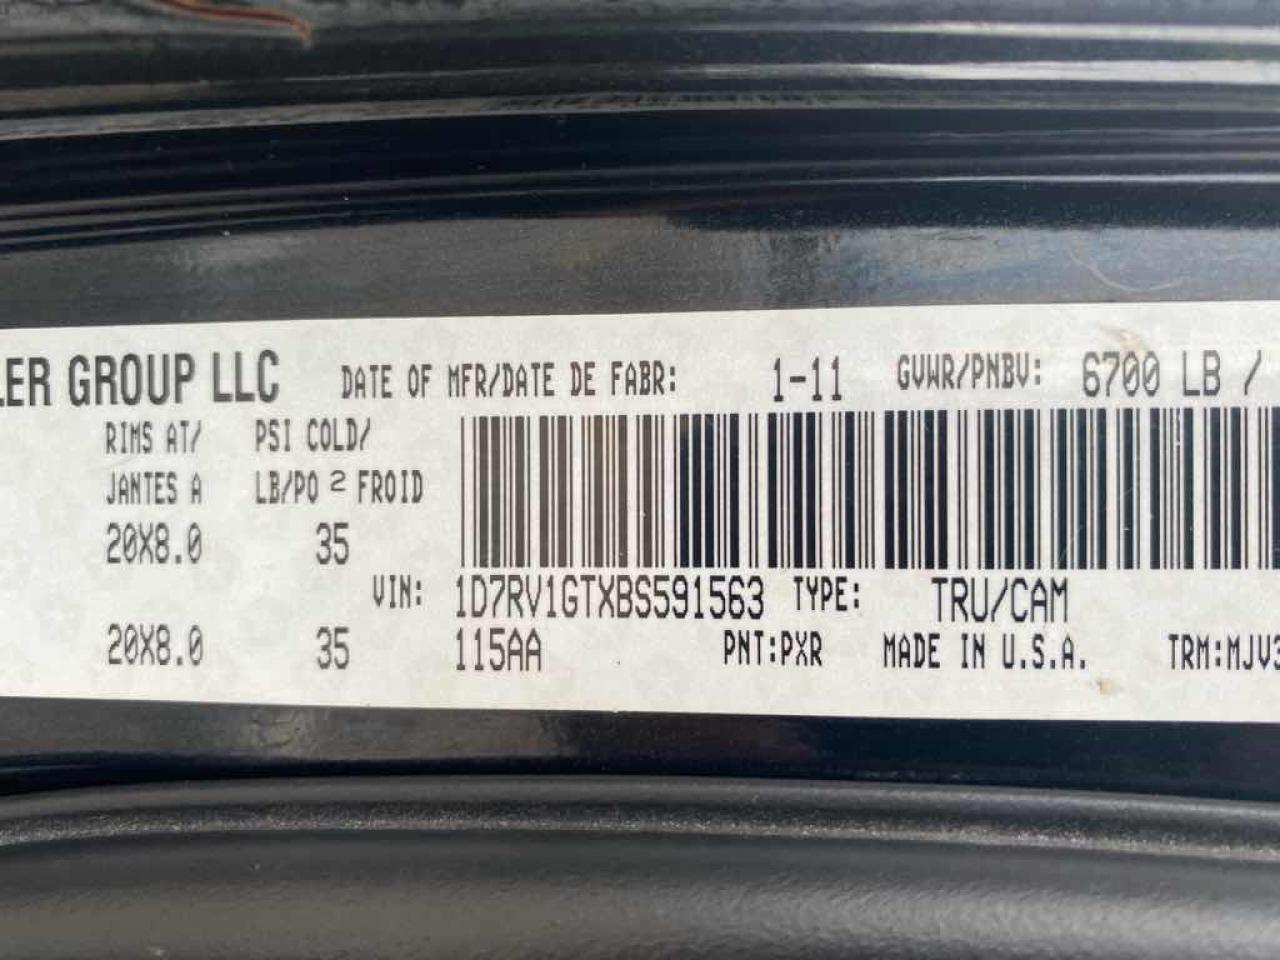 LER GROUP LLC DATE OF MFR/DATE DE FABR: 1-11 GVWR/PNBV: 6700 LB /
RIMS AT/ PSI COLD/
JANTES A LB/PO 2 FROID
20X8.0 35
VIN: 1D7RV1GTXBS591563 TYPE: TRU/CAM
20X8.0 35 115AA PNT:PXR MADE IN U.S.A. TRM:MJV3